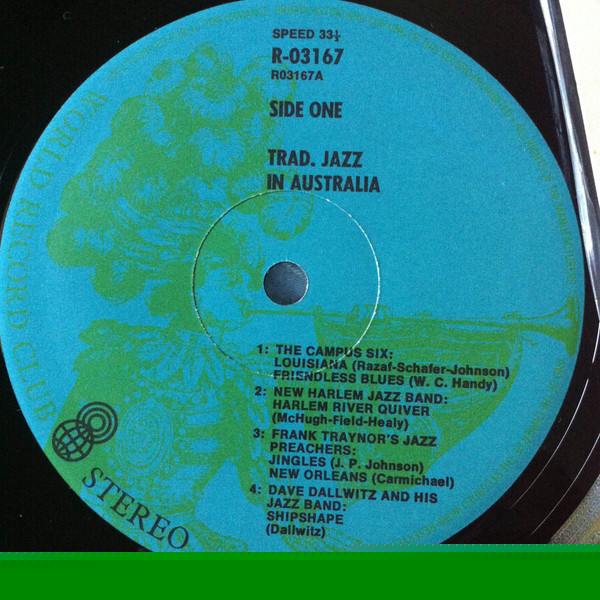 SPEED 33⅓
R-03167
R03167A
SIDE ONE
TRAD. JAZZ
IN AUSTRALIA
1: THE CAMPUS SIX:
LOUISIANA (Razaf-Schafer-Johnson)
FRIENDLESS BLUES (W. C. Handy)
2: NEW HARLEM JAZZ BAND:
HARLEM RIVER QUIVER
(McHugh-Field-Healy)
3: FRANK TRAYNOR'S JAZZ
PREACHERS:
JINGLES (J. P. Johnson)
NEW ORLEANS (Carmichael)
4: DAVE DALLWITZ AND HIS
JAZZ BAND:
SHIPSHAPE
(Dallwitz)
WORLD RECORD CLUB
STEREO